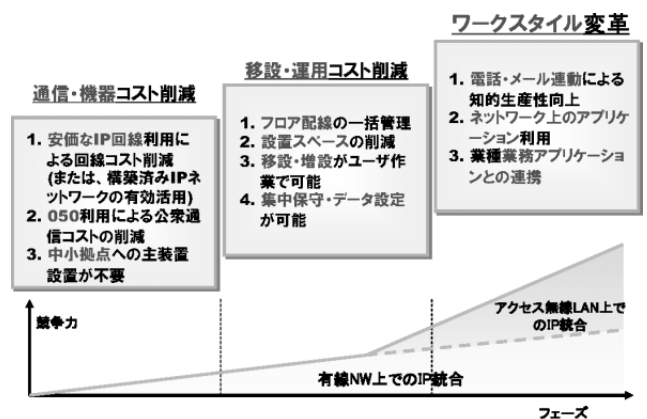 通信・機器コスト削減
1. 安価なIP回線利用に
よる回線コスト削減
(または、構築済みIPネ
ットワークの有効活用)
2. 050利用による公衆通
信コストの削減
3. 中小拠点への主装置
設置が不要
移設・運用コスト削減
1. フロア配線の一括管理
2. 設置スペースの削減
3. 移設・増設がユーザ作
業で可能
4. 集中保守・データ設定
が可能
ワークスタイル変革
1. 電話・メール連動による
知的生産性向上
2. ネットワーク上のアプリケ
ーション利用
3. 業種業務アプリケーショ
ンとの連携
競争力
アクセス無線LAN上で
のIP統合
有線NW上でのIP統合
フェーズ